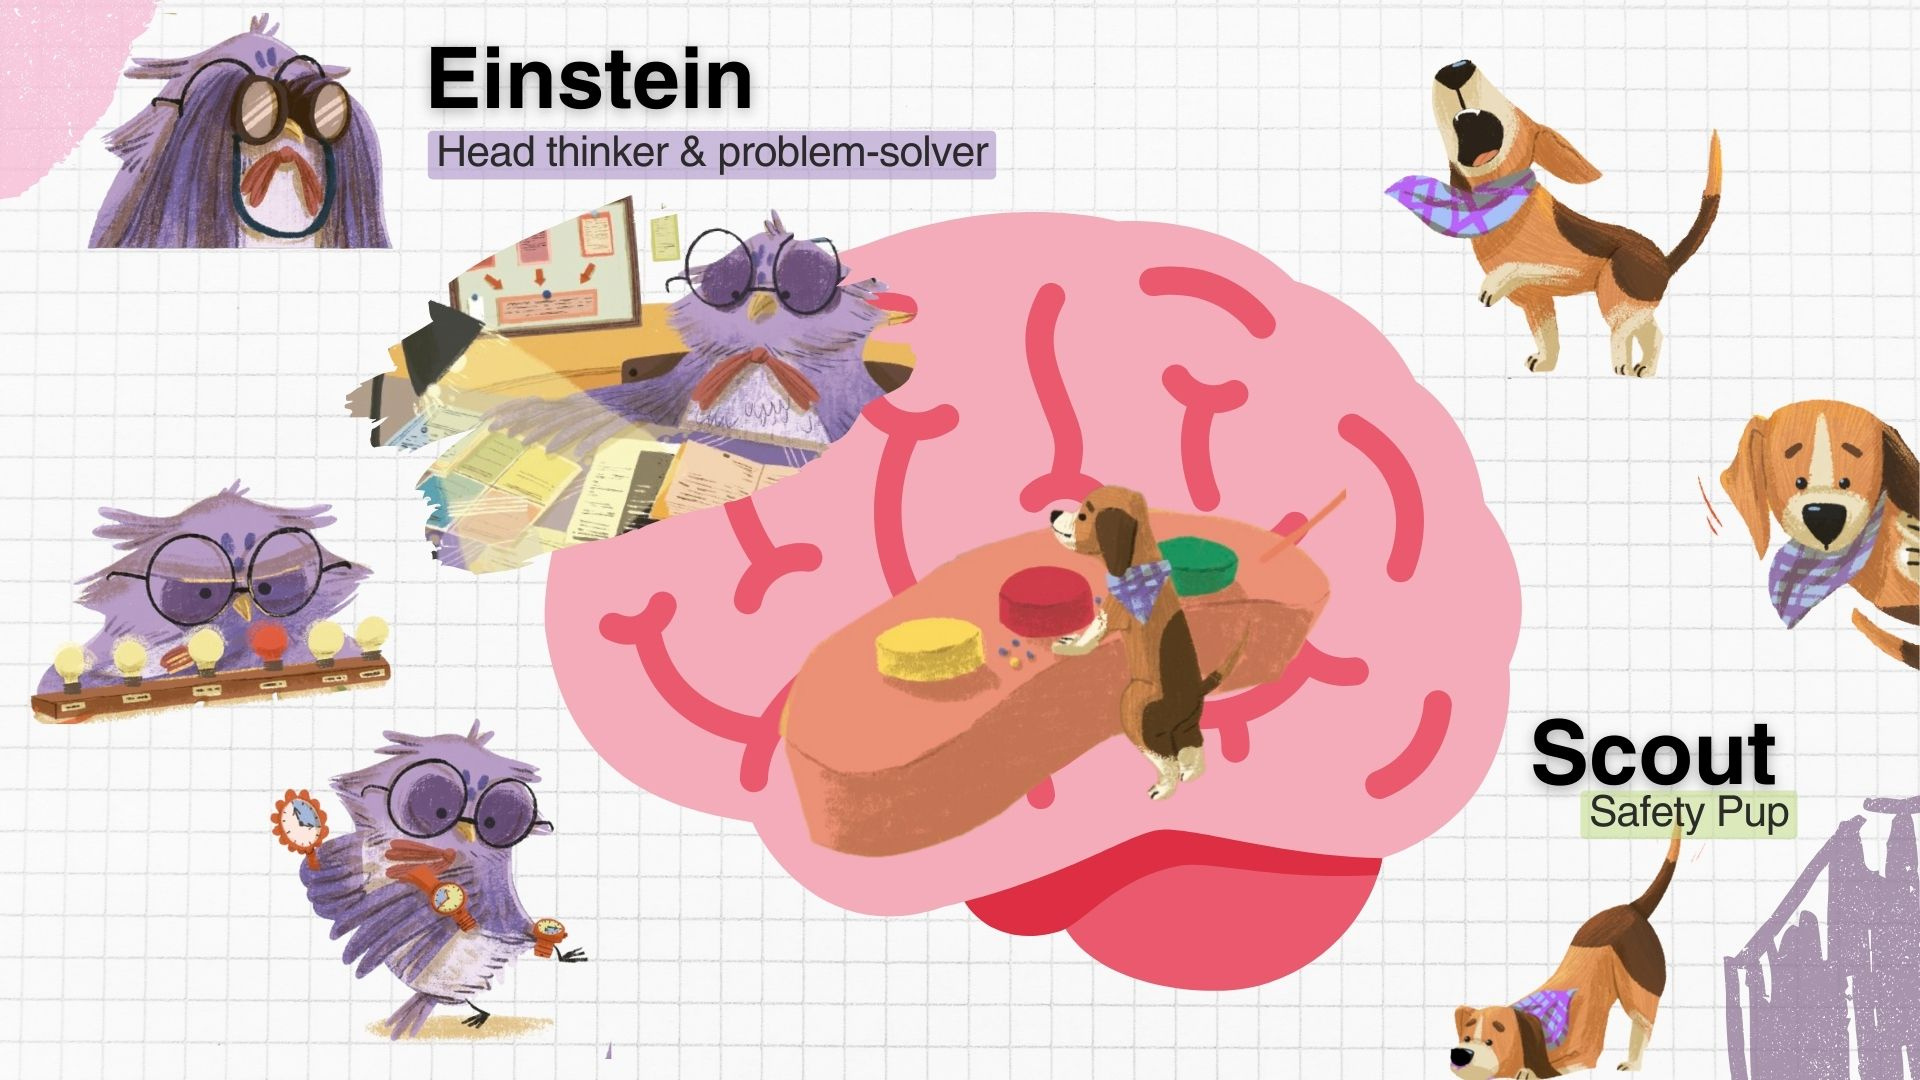 Einstein
Head thinker & problem-solver
Scout
Safety Pup